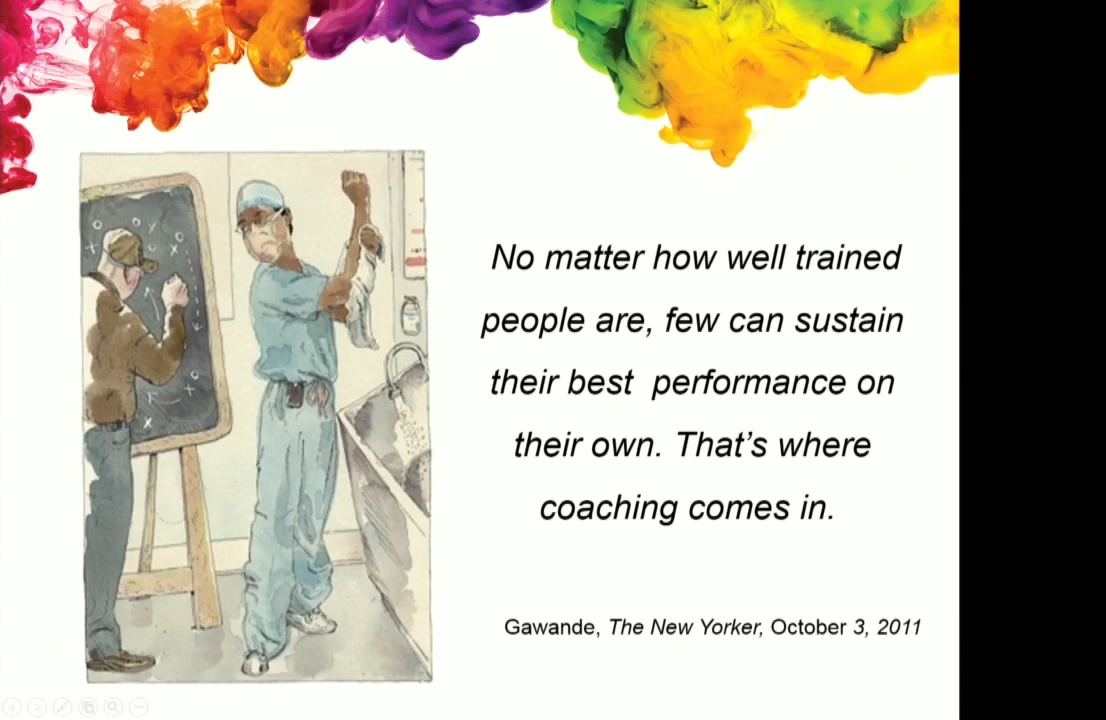 No matter how well trained
people are, few can sustain
their best  performance on
their own. That’s where
coaching comes in.
Gawande, The New Yorker, October 3, 2011